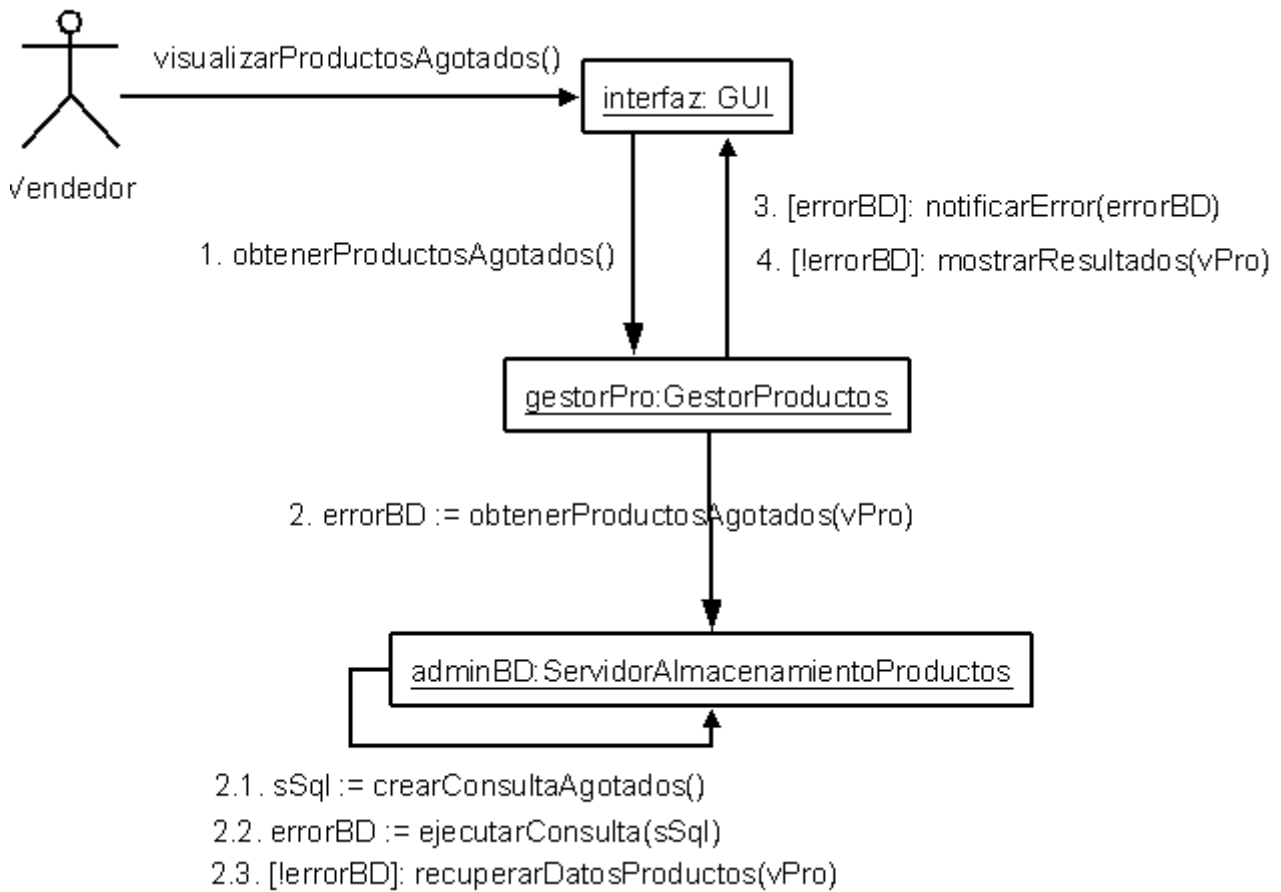 visualizarProductosAgotados()
interfaz: GUI
Vendedor
3. [errorBD]: notificarError(errorBD)
1. obtenerProductosAgotados()
4. [!errorBD]: mostrarResultados(vPro)
gestorPro:GestorProductos
2. errorBD := obtenerProductosAgotados(vPro)
adminBD:ServidorAlmacenamientoProductos
2.1. sSql := crearConsultaAgotados()
2.2. errorBD := ejecutarConsulta(sSql)
2.3. [!errorBD]: recuperarDatosProductos(vPro)